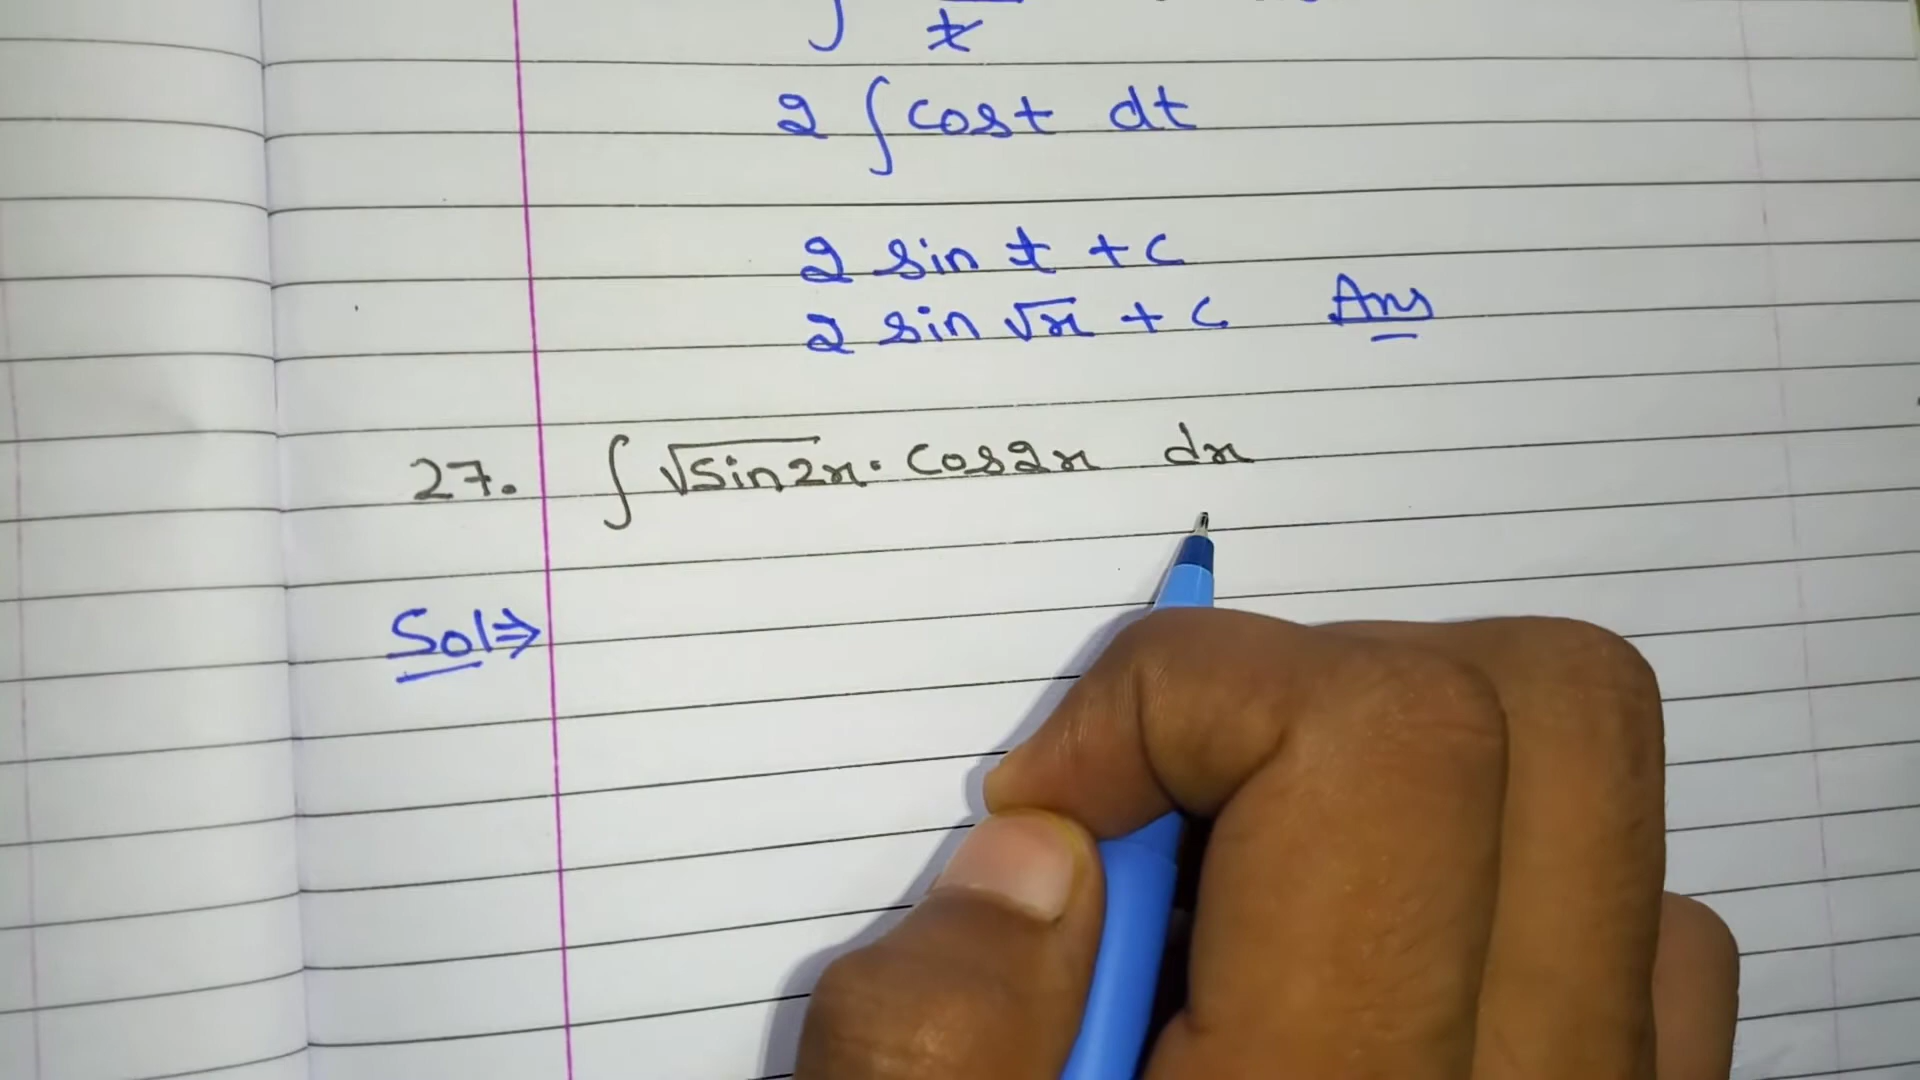 ∫ t
2 ∫ cost dt
2 sin t + c
2 sin √x + c Ans
27. ∫ √sin2x · cos2x dx
Sol⇒